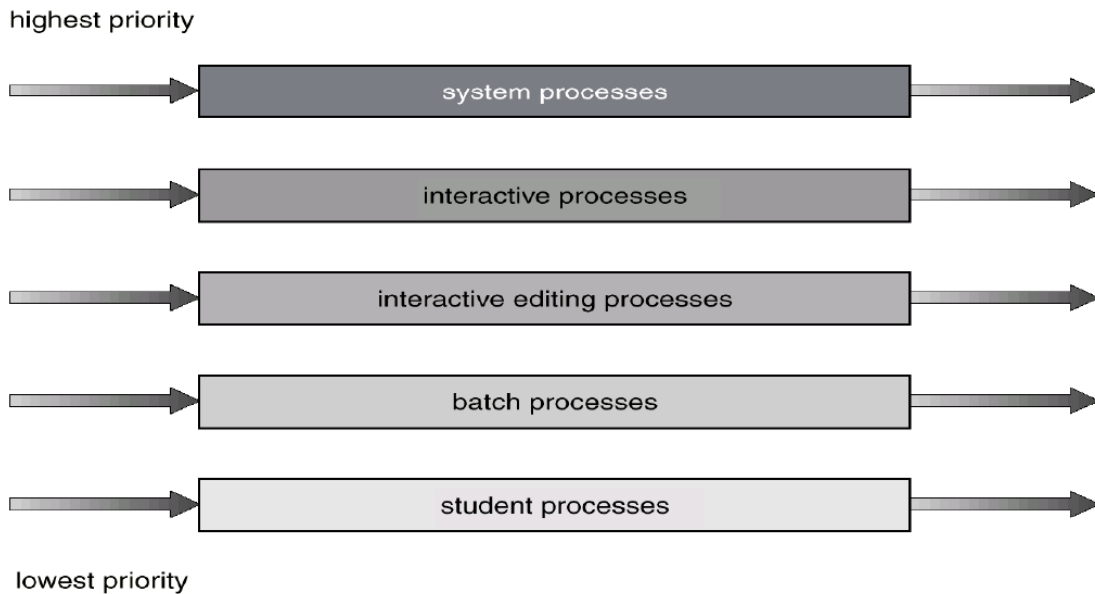 highest priority
system processes
interactive processes
interactive editing processes
batch processes
student processes
lowest priority